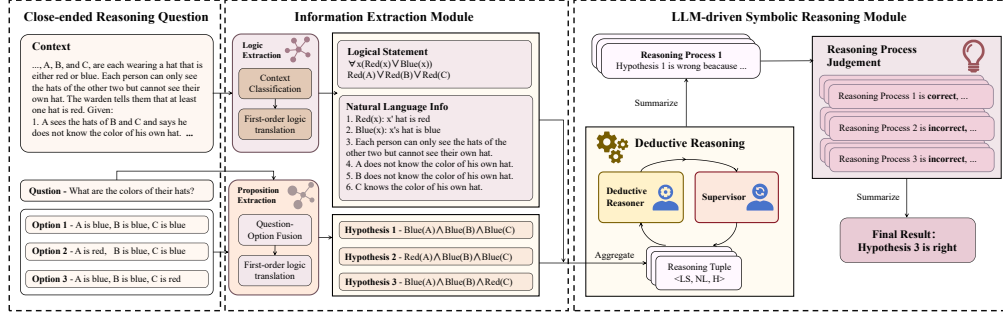 Close-ended Reasoning Question
Context
..., A, B, and C, are each wearing a hat that is
either red or blue. Each person can only see
the hats of the other two but cannot see their
own hat. The warden tells them that at least
one hat is red. Given:
1. A sees the hats of B and C and says he
does not know the color of his own hat. ...
Qustion - What are the colors of their hats?
Option 1 - A is blue, B is blue, C is blue
Option 2 - A is red, B is blue, C is blue
Option 3 - A is blue, B is blue, C is red
Information Extraction Module
Logic
Extraction
Context
Classification
First-order logic
translation
Proposition
Extraction
Question-
Option Fusion
First-order logic
translation
Logical Statement
∀x(Red(x)∨Blue(x))
Red(A)∨Red(B)∨Red(C)
Natural Language Info
1. Red(x): x' hat is red
2. Blue(x): x's hat is blue
3. Each person can only see the hats of the
other two but cannot see their own hat.
4. A does not know the color of his own hat.
5. B does not know the color of his own hat.
6. C knows the color of his own hat.
Hypothesis 1 - Blue(A)∧Blue(B)∧Blue(C)
Hypothesis 2 - Red(A)∧Blue(B)∧Blue(C)
Hypothesis 3 - Blue(A)∧Blue(B)∧Red(C)
LLM-driven Symbolic Reasoning Module
Reasoning Process 1
Hypothesis 1 is wrong beacause ...
Summarize
Deductive Reasoning
Deductive
Reasoner
Supervisor
Aggregate
Reasoning Tuple
<LS, NL, H>
Reasoning Process
Judgement
Reasoning Process 1 is correct, ...
Reasoning Process 2 is incorrect, ...
Reasoning Process 3 is incorrect, ...
Summarize
Final Result:
Hypothesis 3 is right